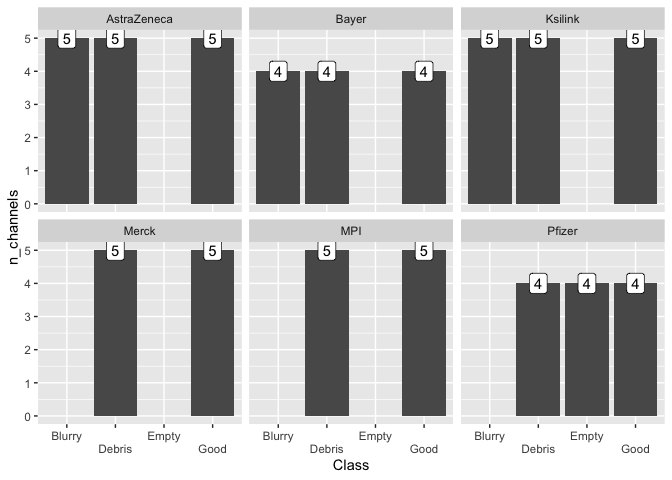 AstraZeneca Bayer Ksilink
5 5 5 5 5 5
5
4 4 4 4
3
2
1
0
Merck MPI Pfizer
5 5 5 5 5
4 4 4 4
3
2
1
0
n_channels
Blurry Empty Blurry Empty Blurry Empty
Debris Good Debris Good Debris Good
Class